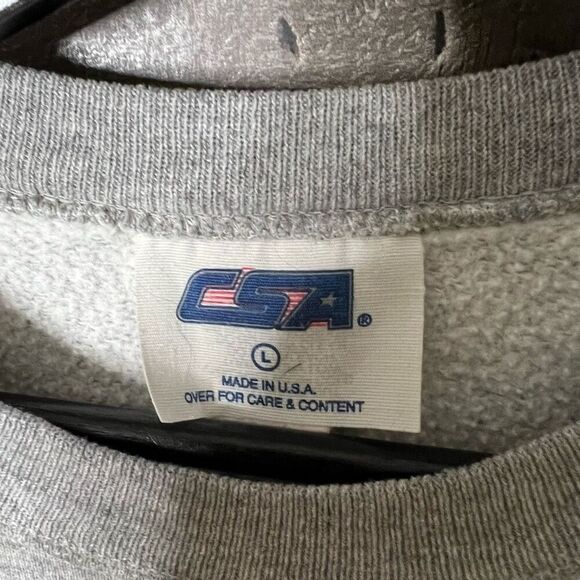 CSA®
L
MADE IN U.S.A.
OVER FOR CARE & CONTENT